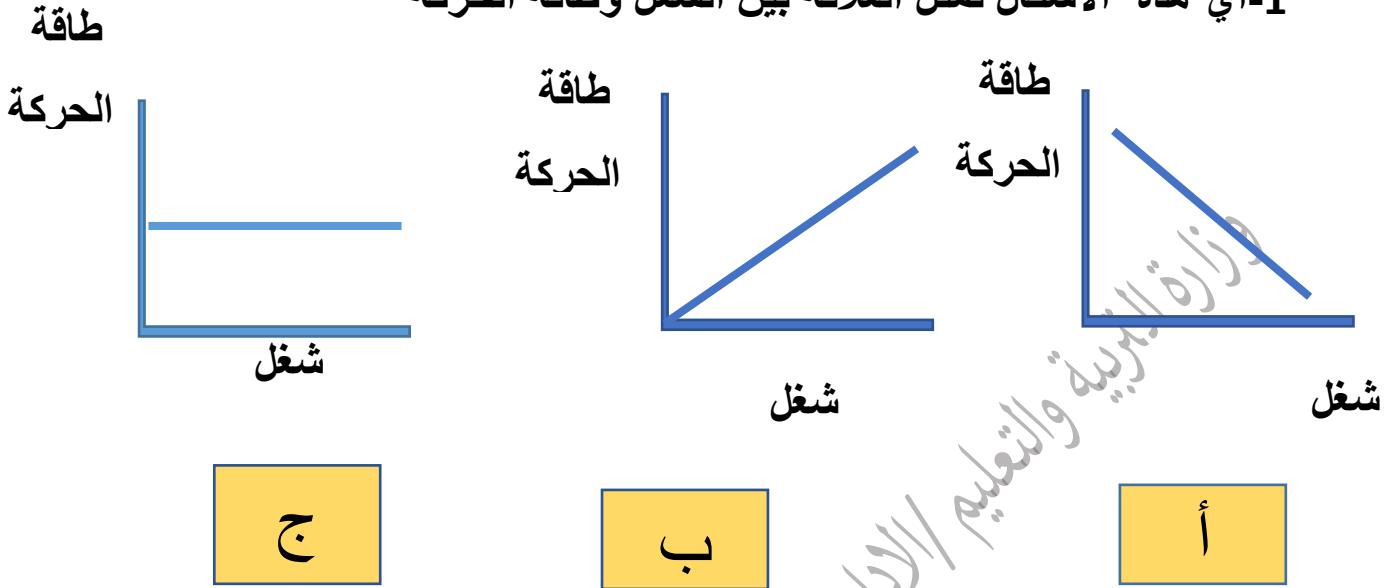 1-أي هذه الأشكال تمثل العلاقة بين الشغل وطاقة الحركة
طاقة
الحركة
شغل
أ
طاقة
الحركة
شغل
ب
طاقة
الحركة
شغل
ج
وزارة التربية والتعليم /